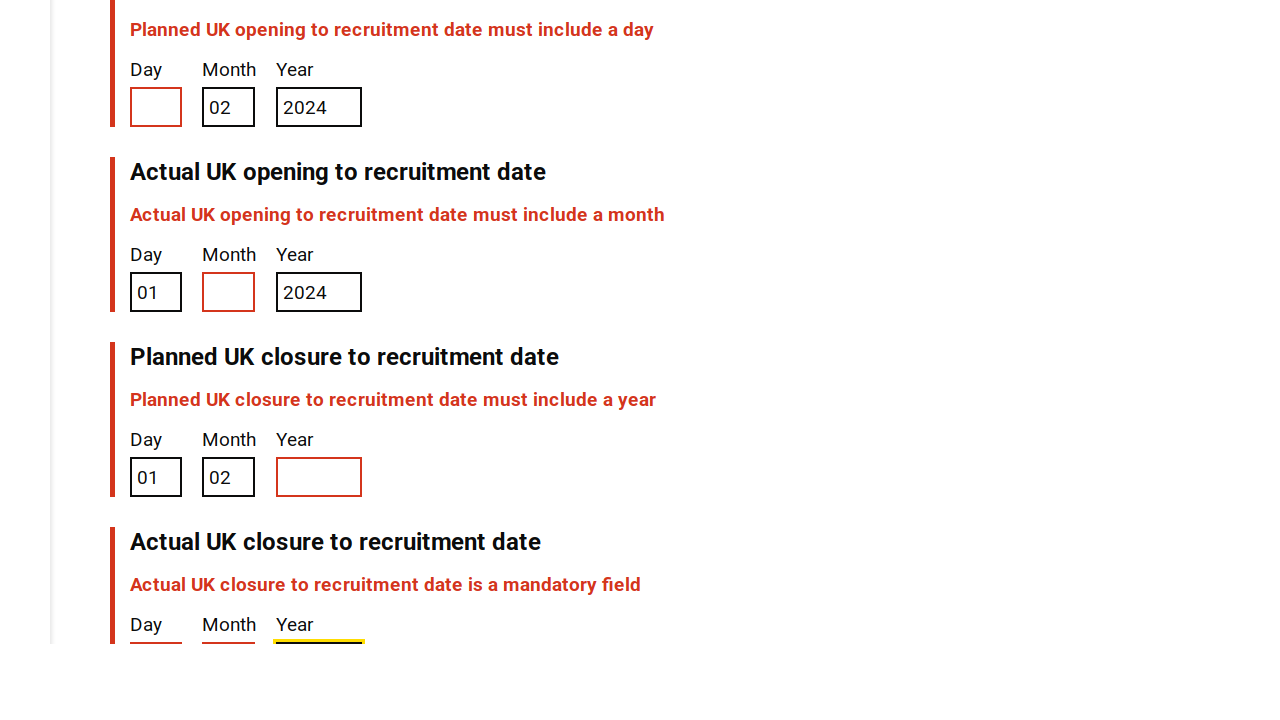 Planned UK opening to recruitment date must include a day
Day Month Year
02 2024
Actual UK opening to recruitment date
Actual UK opening to recruitment date must include a month
Day Month Year
01 2024
Planned UK closure to recruitment date
Planned UK closure to recruitment date must include a year
Day Month Year
01 02
Actual UK closure to recruitment date
Actual UK closure to recruitment date is a mandatory field
Day Month Year